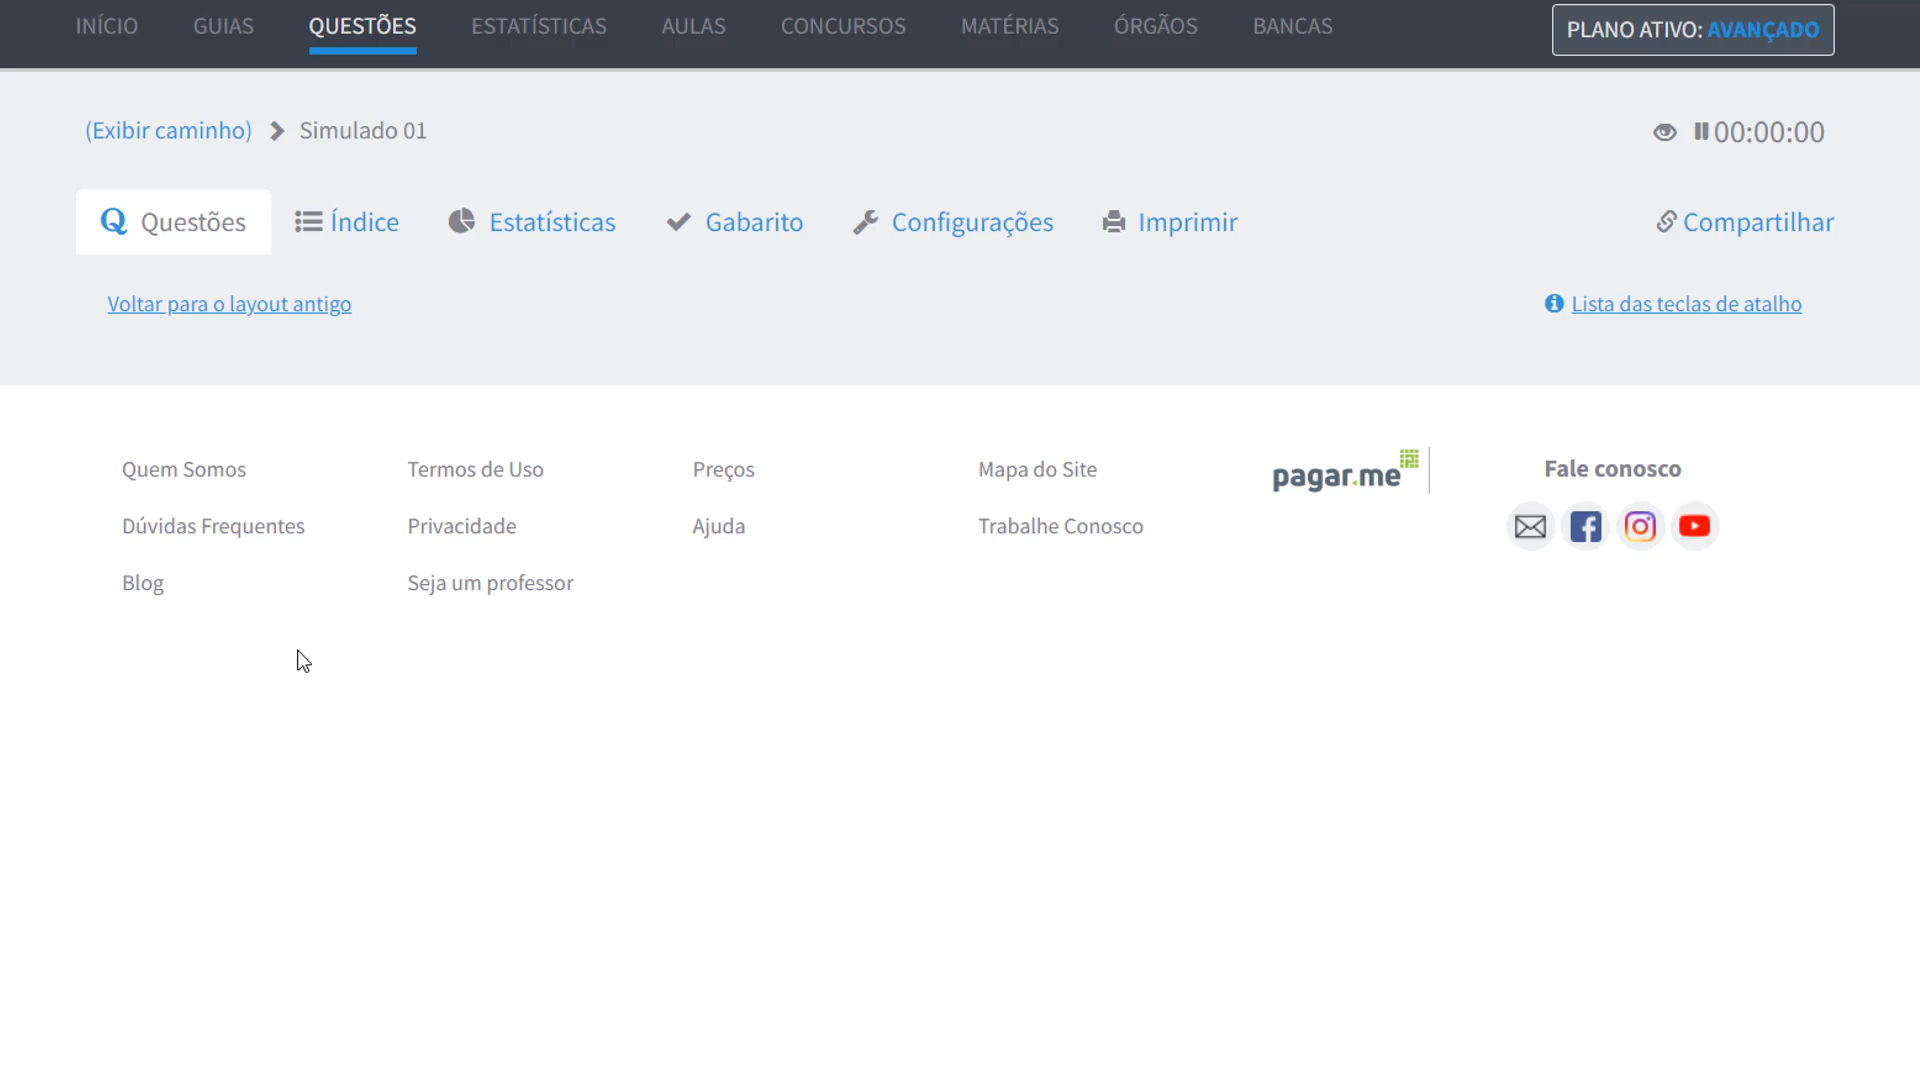 INÍCIO GUIAS QUESTÕES ESTATÍSTICAS AULAS CONCURSOS MATÉRIAS ÓRGÃOS BANCAS PLANO ATIVO: AVANÇADO
(Exibir caminho) Simulado 01 00:00:00
Q Questões Índice Estatísticas Gabarito Configurações Imprimir Compartilhar
Voltar para o layout antigo Lista das teclas de atalho
Quem Somos Termos de Uso Preços Mapa do Site pagar.me Fale conosco
Dúvidas Frequentes Privacidade Ajuda Trabalhe Conosco
Blog Seja um professor